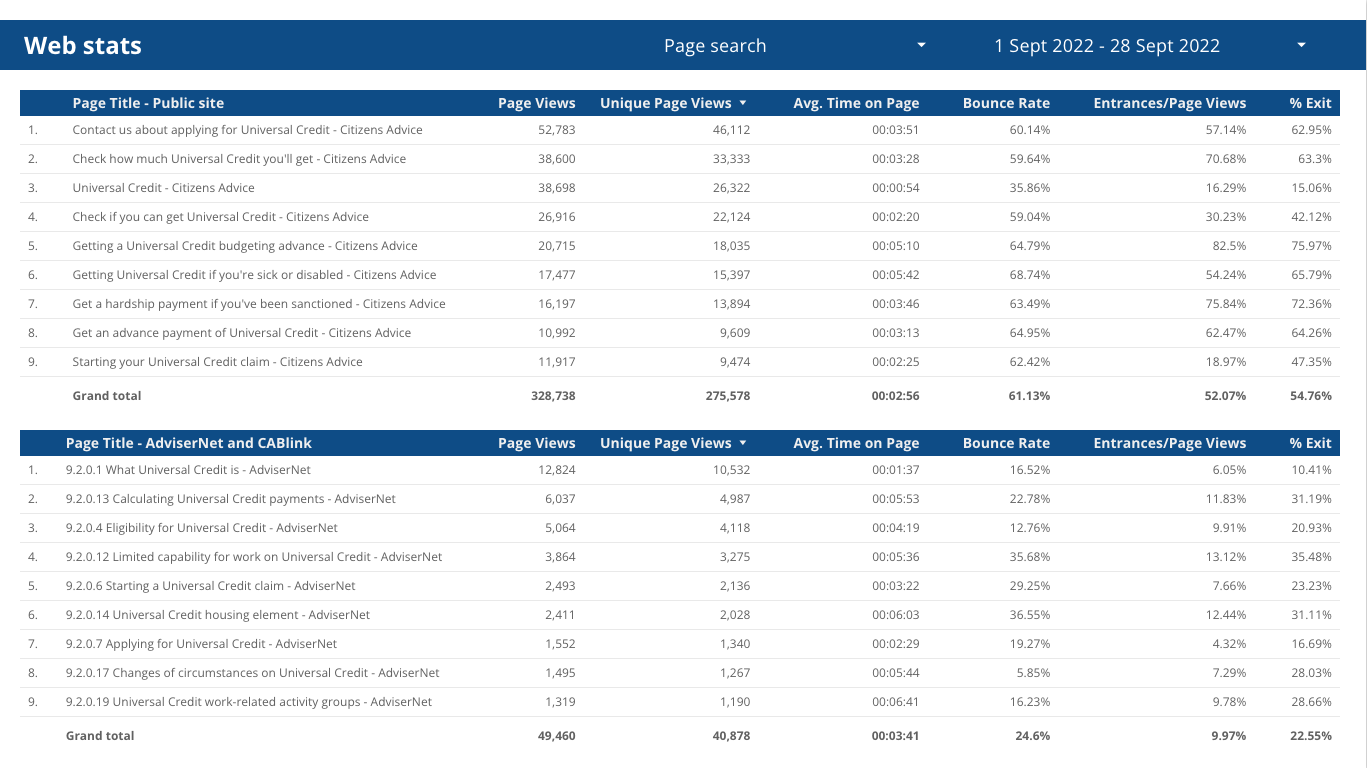 Web stats Page search 1 Sept 2022 - 28 Sept 2022
Page Title - Public site Page Views Unique Page Views Avg. Time on Page Bounce Rate Entrances/Page Views % Exit
1. Contact us about applying for Universal Credit - Citizens Advice 52,783 46,112 00:03:51 60.14% 57.14% 62.95%
2. Check how much Universal Credit you'll get - Citizens Advice 38,600 33,333 00:03:28 59.64% 70.68% 63.3%
3. Universal Credit - Citizens Advice 38,698 26,322 00:00:54 35.86% 16.29% 15.06%
4. Check if you can get Universal Credit - Citizens Advice 26,916 22,124 00:02:20 59.04% 30.23% 42.12%
5. Getting a Universal Credit budgeting advance - Citizens Advice 20,715 18,035 00:05:10 64.79% 82.5% 75.97%
6. Getting Universal Credit if you're sick or disabled - Citizens Advice 17,477 15,397 00:05:42 68.74% 54.24% 65.79%
7. Get a hardship payment if you've been sanctioned - Citizens Advice 16,197 13,894 00:03:46 63.49% 75.84% 72.36%
8. Get an advance payment of Universal Credit - Citizens Advice 10,992 9,609 00:03:13 64.95% 62.47% 64.26%
9. Starting your Universal Credit claim - Citizens Advice 11,917 9,474 00:02:25 62.42% 18.97% 47.35%
Grand total 328,738 275,578 00:02:56 61.13% 52.07% 54.76%
Page Title - AdviserNet and CABlink Page Views Unique Page Views Avg. Time on Page Bounce Rate Entrances/Page Views % Exit
1. 9.2.0.1 What Universal Credit is - AdviserNet 12,824 10,532 00:01:37 16.52% 6.05% 10.41%
2. 9.2.0.13 Calculating Universal Credit payments - AdviserNet 6,037 4,987 00:05:53 22.78% 11.83% 31.19%
3. 9.2.0.4 Eligibility for Universal Credit - AdviserNet 5,064 4,118 00:04:19 12.76% 9.91% 20.93%
4. 9.2.0.12 Limited capability for work on Universal Credit - AdviserNet 3,864 3,275 00:05:36 35.68% 13.12% 35.48%
5. 9.2.0.6 Starting a Universal Credit claim - AdviserNet 2,493 2,136 00:03:22 29.25% 7.66% 23.23%
6. 9.2.0.14 Universal Credit housing element - AdviserNet 2,411 2,028 00:06:03 36.55% 12.44% 31.11%
7. 9.2.0.7 Applying for Universal Credit - AdviserNet 1,552 1,340 00:02:29 19.27% 4.32% 16.69%
8. 9.2.0.17 Changes of circumstances on Universal Credit - AdviserNet 1,495 1,267 00:05:44 5.85% 7.29% 28.03%
9. 9.2.0.19 Universal Credit work-related activity groups - AdviserNet 1,319 1,190 00:06:41 16.23% 9.78% 28.66%
Grand total 49,460 40,878 00:03:41 24.6% 9.97% 22.55%